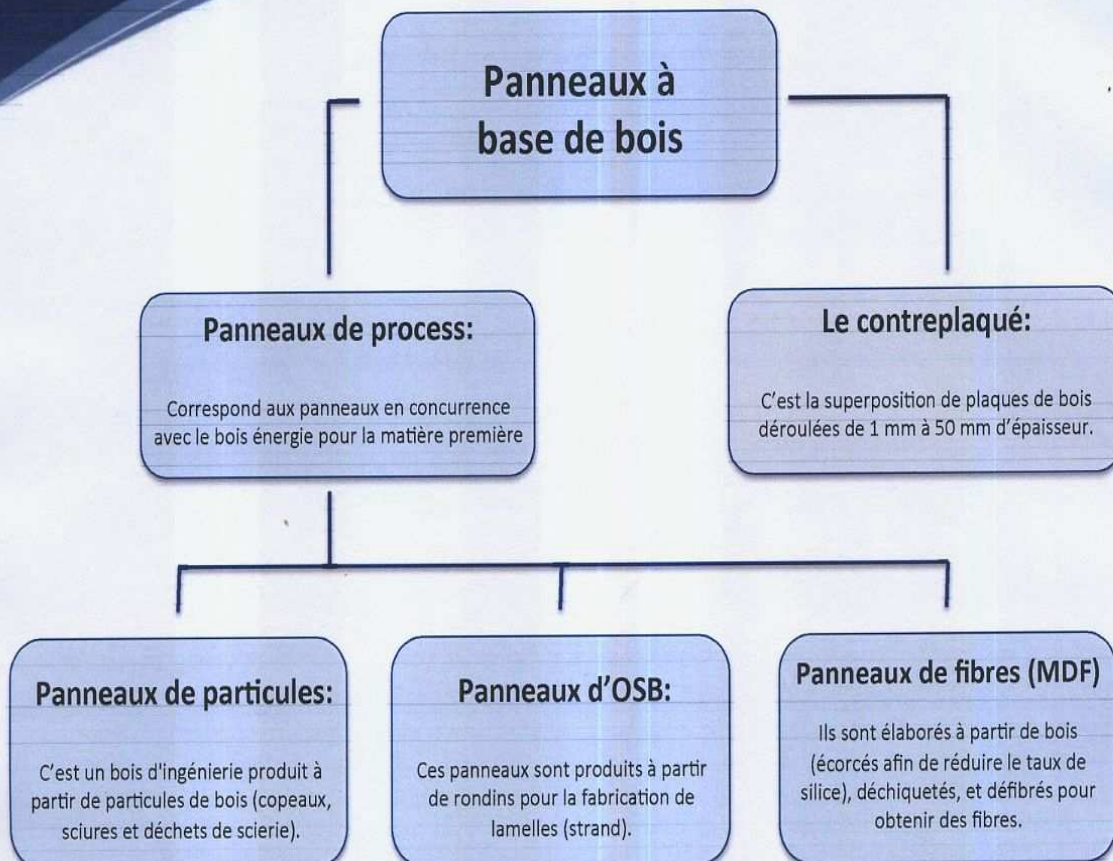 Panneaux à
base de bois
Panneaux de process:
Correspond aux panneaux en concurrence
avec le bois énergie pour la matière première
Le contreplaqué:
C'est la superposition de plaques de bois
déroulées de 1 mm à 50 mm d'épaisseur.
Panneaux de particules:
C'est un bois d'ingénierie produit à
partir de particules de bois (copeaux,
sciures et déchets de scierie).
Panneaux d'OSB:
Ces panneaux sont produits à partir
de rondins pour la fabrication de
lamelles (strand).
Panneaux de fibres (MDF)
Ils sont élaborés à partir de bois
(écorcés afin de réduire le taux de
silice), déchiquetés, et défibrés pour
obtenir des fibres.